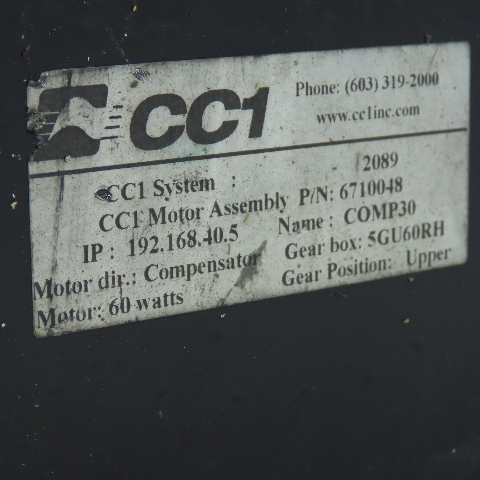 CC1
Phone: (603) 319-2000
www.cc1inc.com
CC1 System : 2089
CC1 Motor Assembly P/N: 6710048
IP : 192.168.40.5 Name : COMP30
Motor dir.: Compensator Gear box: 5GU60RH
Motor: 60 watts Gear Position: Upper